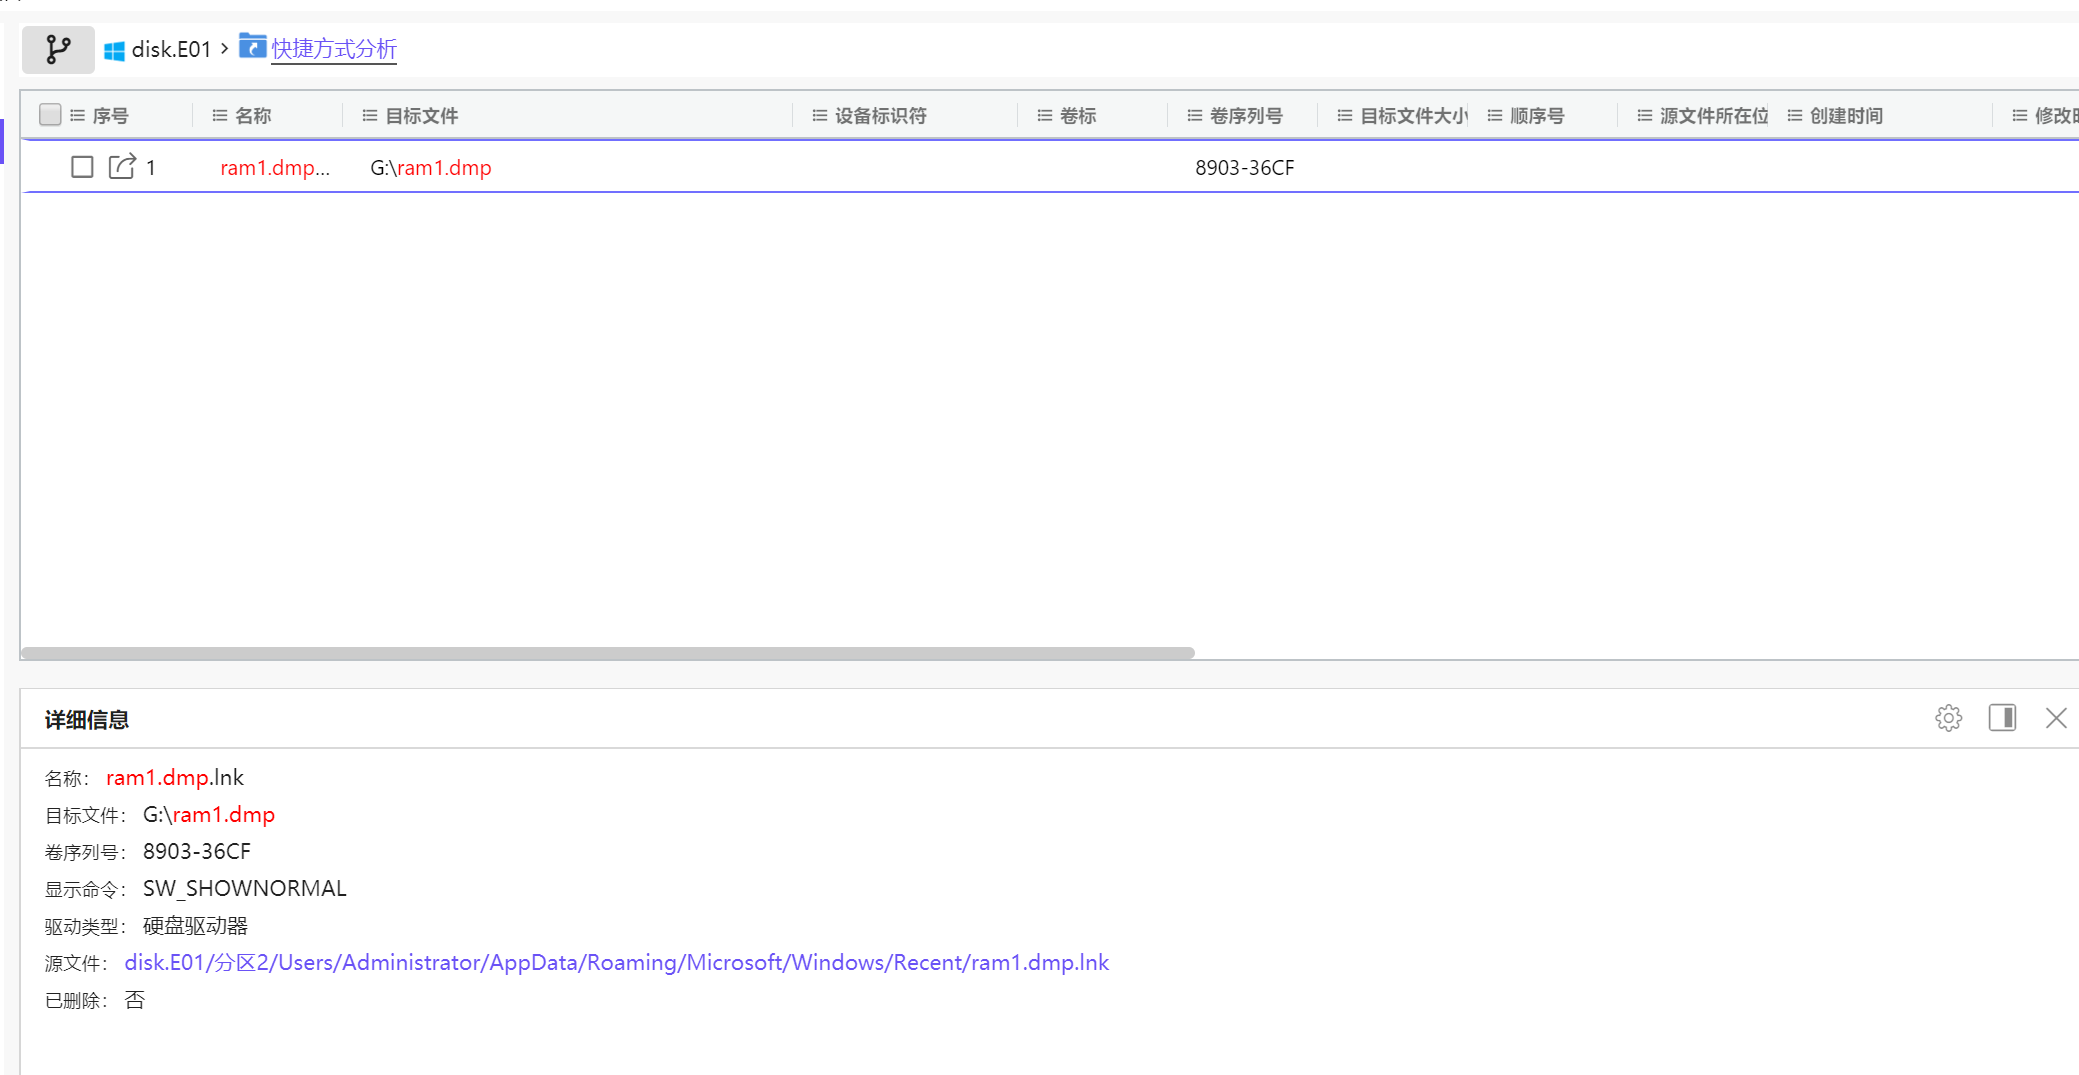 disk.E01 > 快捷方式分析
序号 名称 目标文件 设备标识符 卷标 卷序列号 目标文件大小 顺序号 源文件所在位 创建时间 修改
1 ram1.dmp... G:\ram1.dmp 8903-36CF
详细信息
名称: ram1.dmp.lnk
目标文件: G:\ram1.dmp
卷序列号: 8903-36CF
显示命令: SW_SHOWNORMAL
驱动类型: 硬盘驱动器
源文件: disk.E01/分区2/Users/Administrator/AppData/Roaming/Microsoft/Windows/Recent/ram1.dmp.lnk
已删除: 否